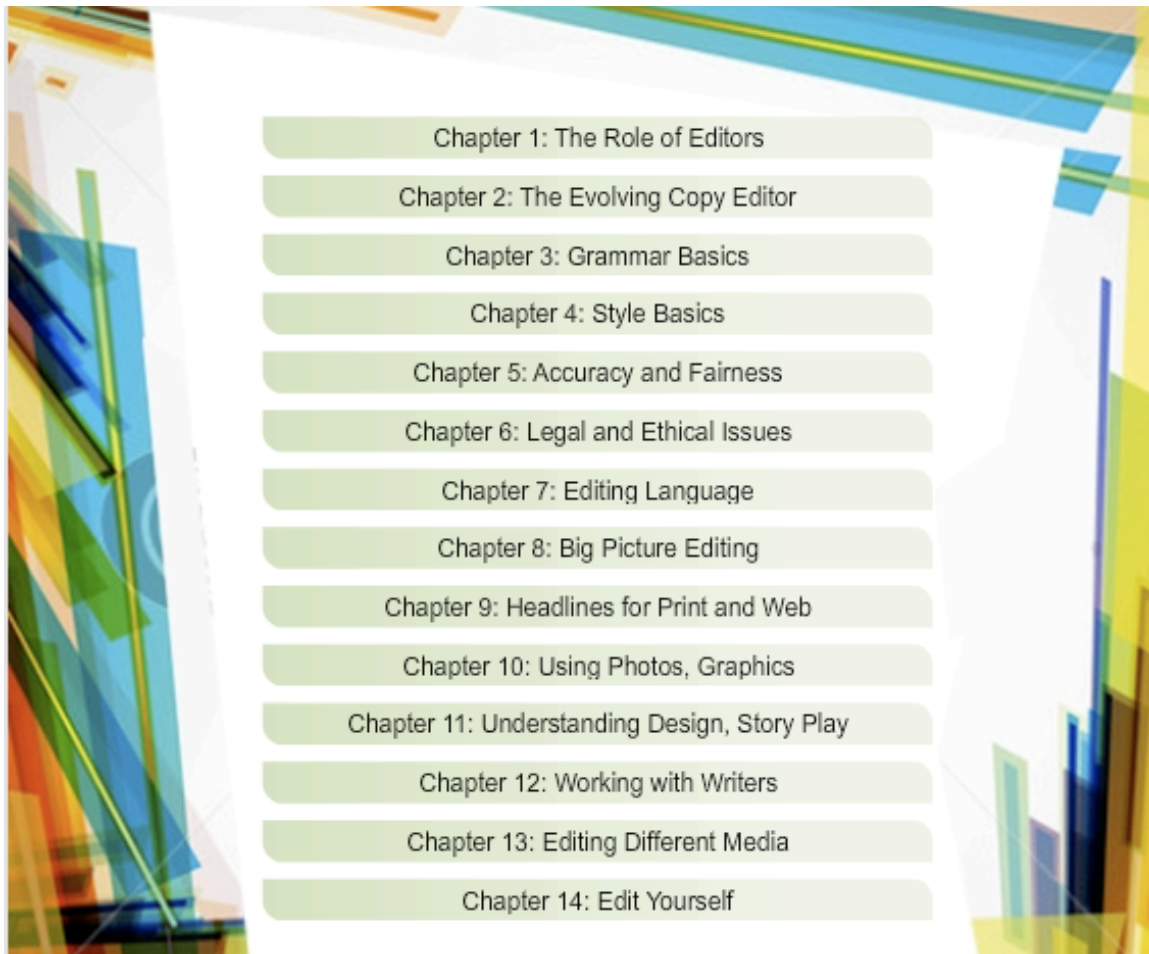 Chapter 1: The Role of Editors
Chapter 2: The Evolving Copy Editor
Chapter 3: Grammar Basics
Chapter 4: Style Basics
Chapter 5: Accuracy and Fairness
Chapter 6: Legal and Ethical Issues
Chapter 7: Editing Language
Chapter 8: Big Picture Editing
Chapter 9: Headlines for Print and Web
Chapter 10: Using Photos, Graphics
Chapter 11: Understanding Design, Story Play
Chapter 12: Working with Writers
Chapter 13: Editing Different Media
Chapter 14: Edit Yourself